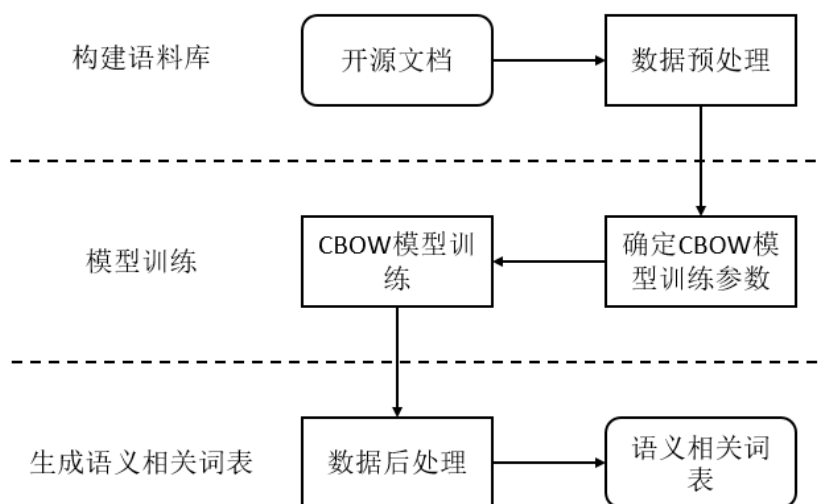 构建语料库
开源文档
数据预处理
模型训练
CBOW模型训
练
确定CBOW模
型训练参数
生成语义相关词表
数据后处理
语义相关词
表